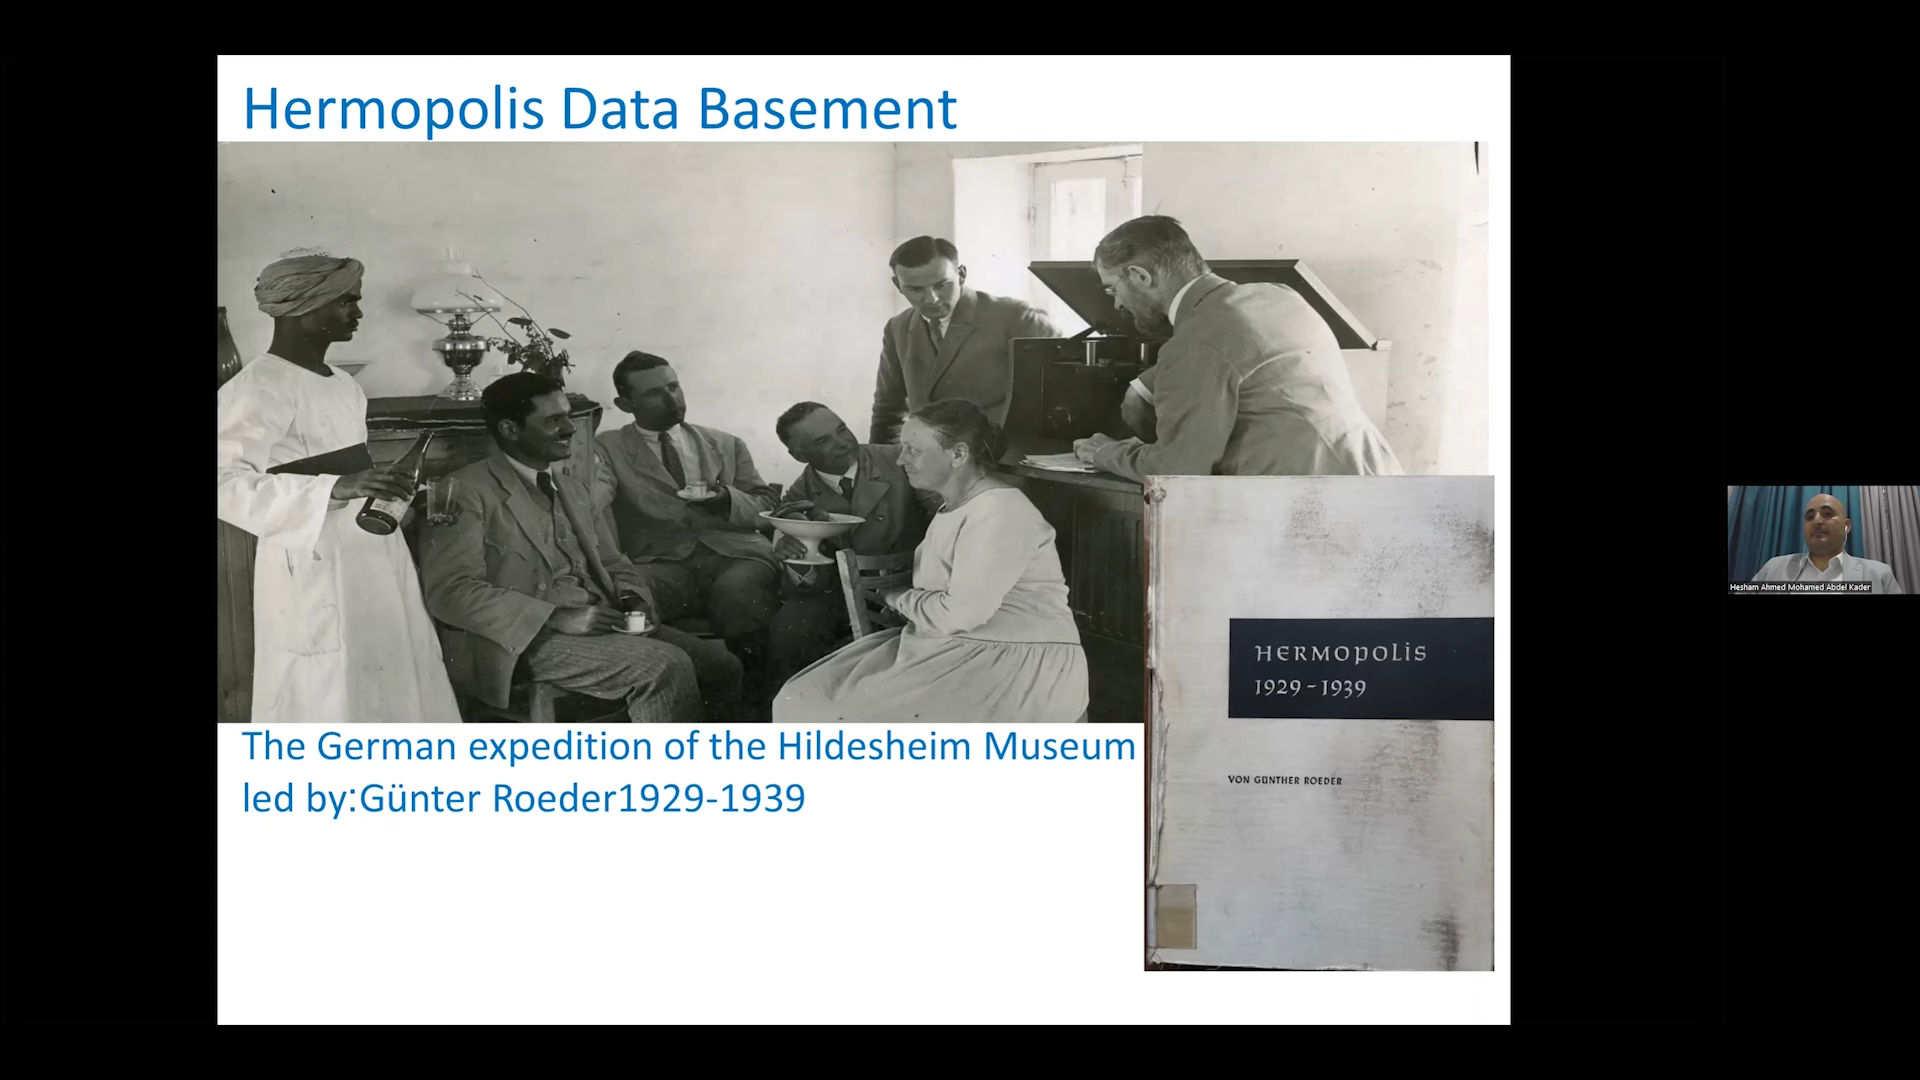 Hermopolis Data Basement
The German expedition of the Hildesheim Museum
led by:Günter Roeder1929-1939
HERMOPOLIS
1929-1939
VON GÜNTHER ROEDER
Hesham Ahmed Mohamed Abdel Kader